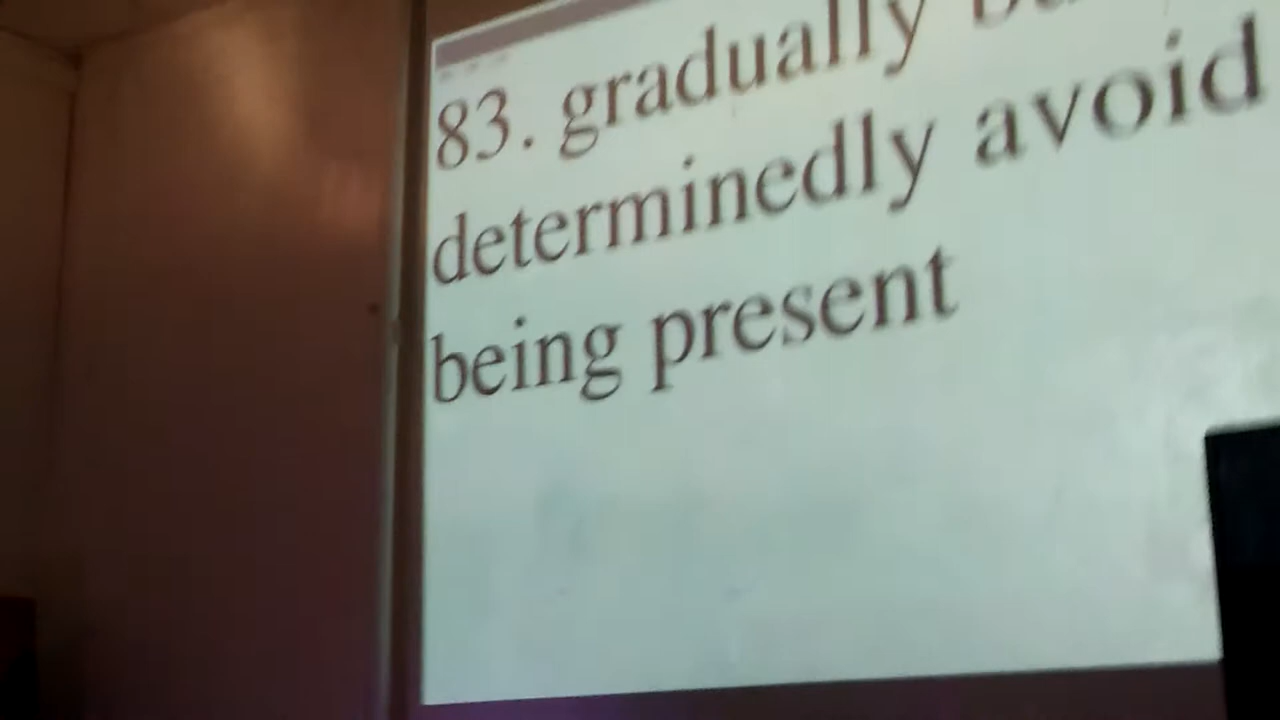 83. gradually
determinedly avoid
being present